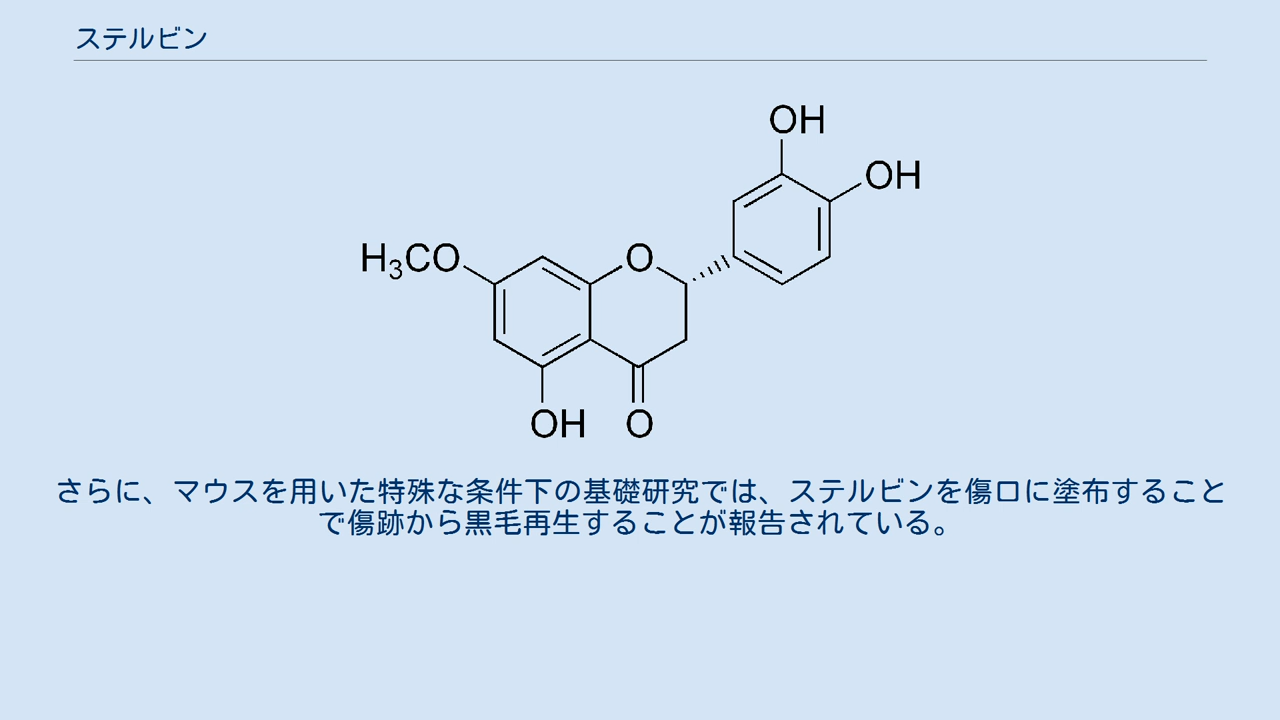 ステルビン
OH
OH
H₃CO
O
OH
O
さらに、マウスを用いた特殊な条件下の基礎研究では、ステルビンを傷口に塗布すること
で傷跡から黒毛再生することが報告されている。